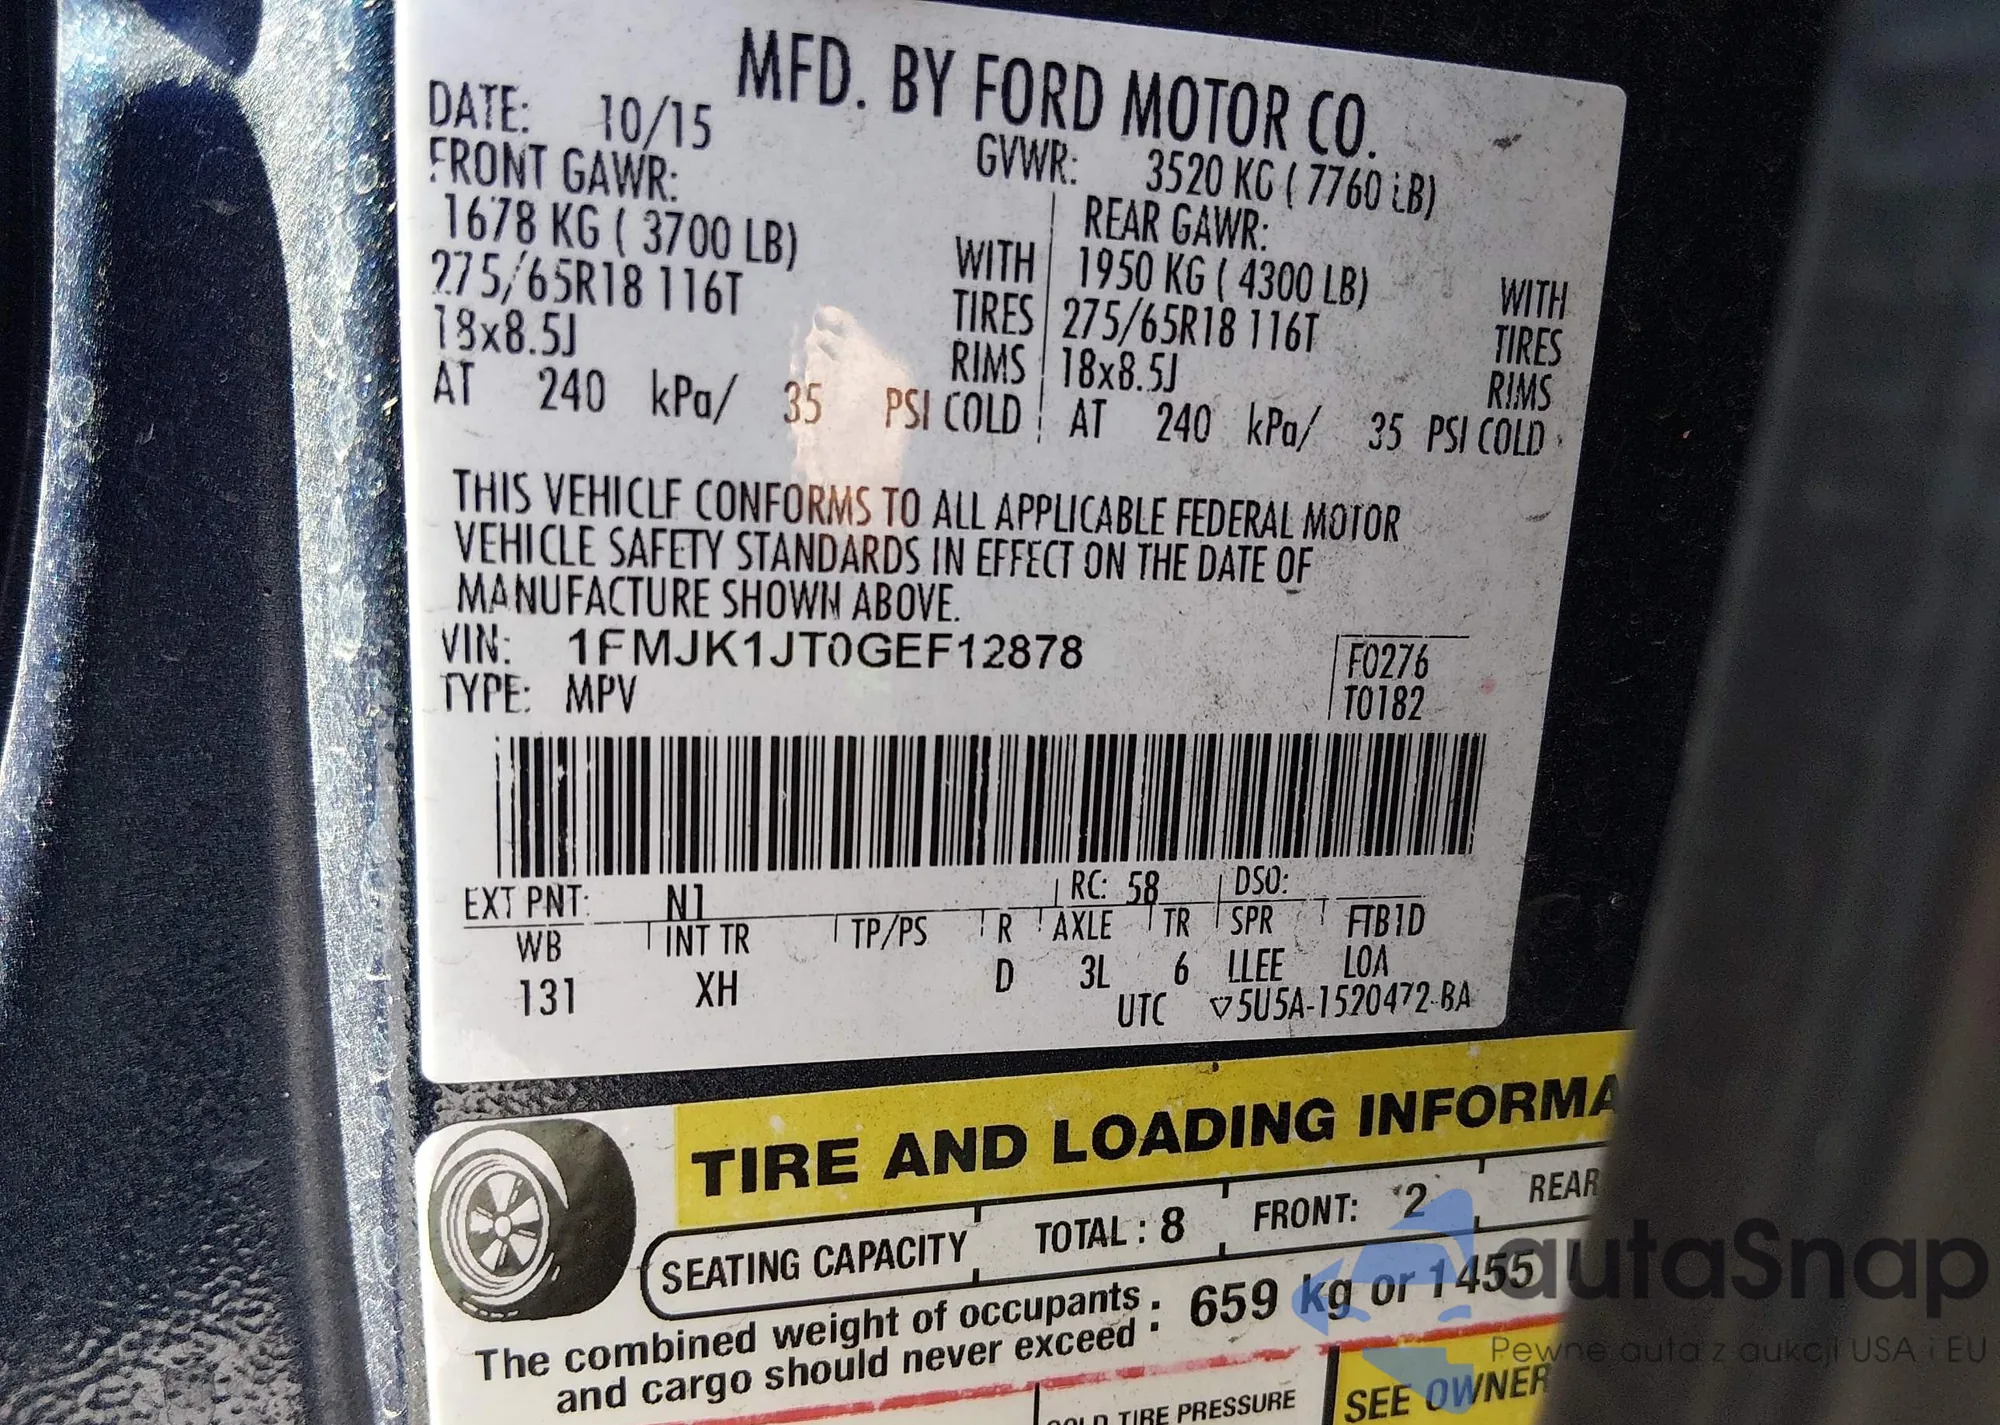 MFD. BY FORD MOTOR CO.
DATE: 10/15 GVWR: 3520 KG ( 7760 LB)
FRONT GAWR: REAR GAWR:
1678 KG ( 3700 LB) WITH 1950 KG ( 4300 LB) WITH
275/65R18 116T TIRES 275/65R18 116T TIRES
18x8.5J RIMS 18x8.5J RIMS
AT 240 kPa/ 35 PSI COLD AT 240 kPa/ 35 PSI COLD
THIS VEHICLE CONFORMS TO ALL APPLICABLE FEDERAL MOTOR
VEHICLE SAFETY STANDARDS IN EFFECT ON THE DATE OF
MANUFACTURE SHOWN ABOVE.
VIN: 1FMJK1JT0GEF12878 F0276
TYPE: MPV T0182
EXT PNT: N1 RC: 58 DSO:
WB INT TR TP/PS R AXLE TR SPR FTB1D
131 XH D 3L 6 LLEE LOA
UTC ▽5U5A-1520472-BA
TIRE AND LOADING INFORMA
SEATING CAPACITY TOTAL : 8 FRONT: 2 REAR
The combined weight of occupants
and cargo should never exceed : 659 kg or 1455
TIRE PRESSURE
SEE OWNER
autaSnap
Pewne auta z aukcji USA i EU